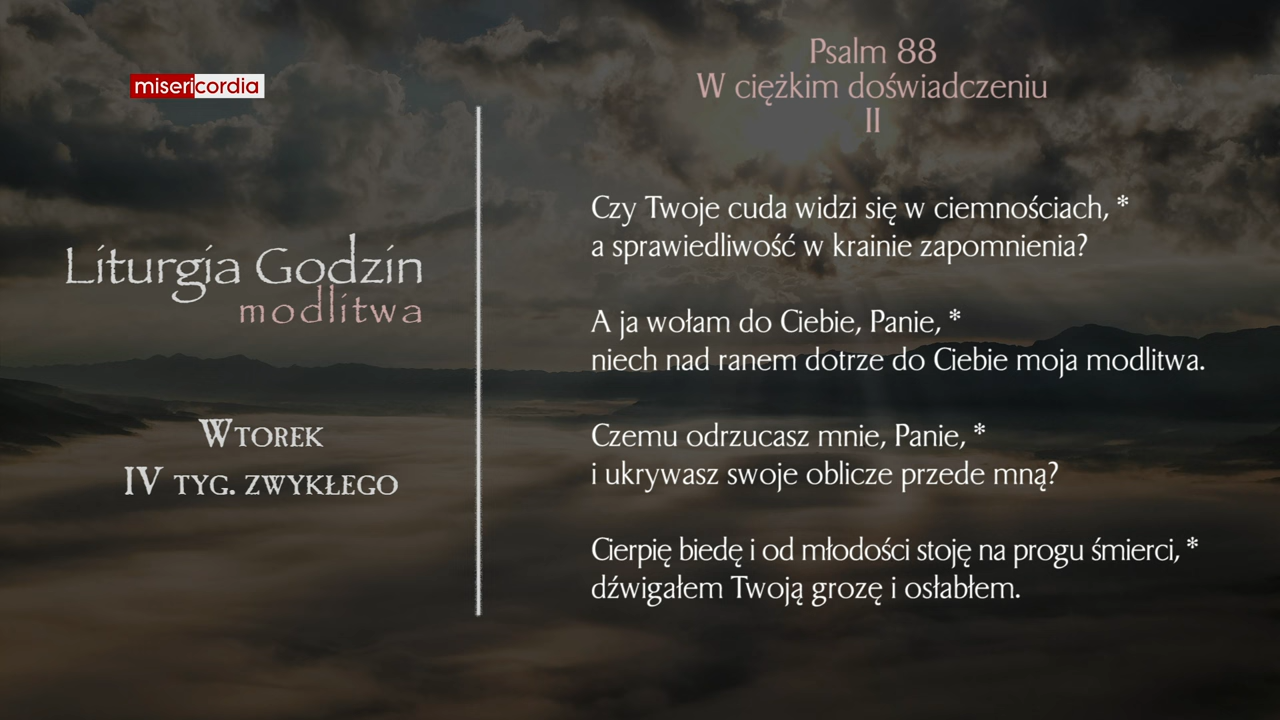 misericordia
Liturgia Godzin
modlitwa
Wtorek
IV tyg. zwykłego
Psalm 88
W ciężkim doświadczeniu
II
Czy Twoje cuda widzi się w ciemnościach, *
a sprawiedliwość w krainie zapomnienia?
A ja wołam do Ciebie, Panie, *
niech nad ranem dotrze do Ciebie moja modlitwa.
Czemu odrzucasz mnie, Panie, *
i ukrywasz swoje oblicze przede mną?
Cierpię biedę i od młodości stoję na progu śmierci, *
dźwigałem Twoją grozę i osłabłem.